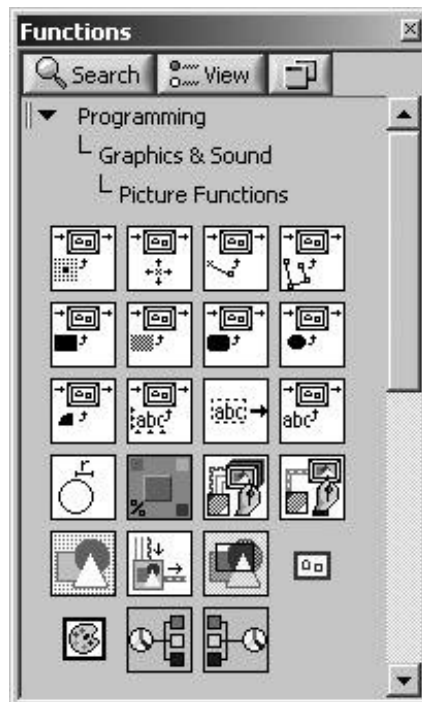 Functions
Search View
Programming
Graphics & Sound
Picture Functions
abc abc abc
r
%